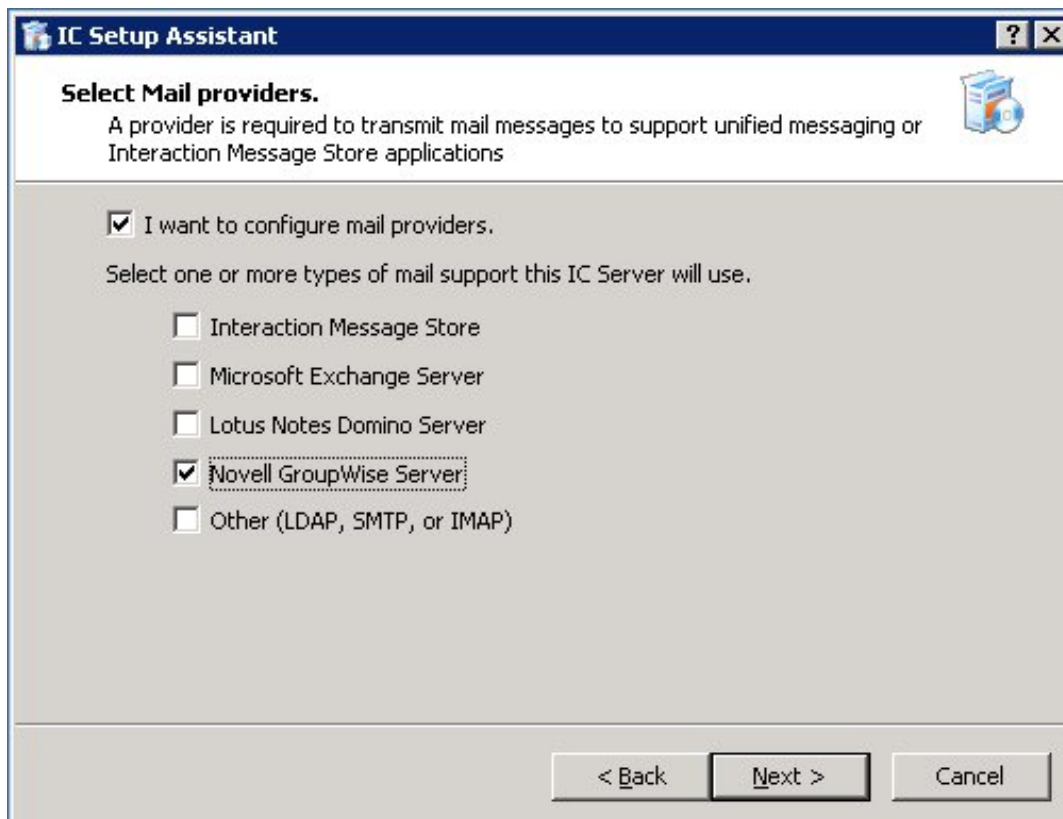 IC Setup Assistant
Select Mail providers.
A provider is required to transmit mail messages to support unified messaging or
Interaction Message Store applications
I want to configure mail providers.
Select one or more types of mail support this IC Server will use.
Interaction Message Store
Microsoft Exchange Server
Lotus Notes Domino Server
Novell GroupWise Server
Other (LDAP, SMTP, or IMAP)
< Back
Next >
Cancel